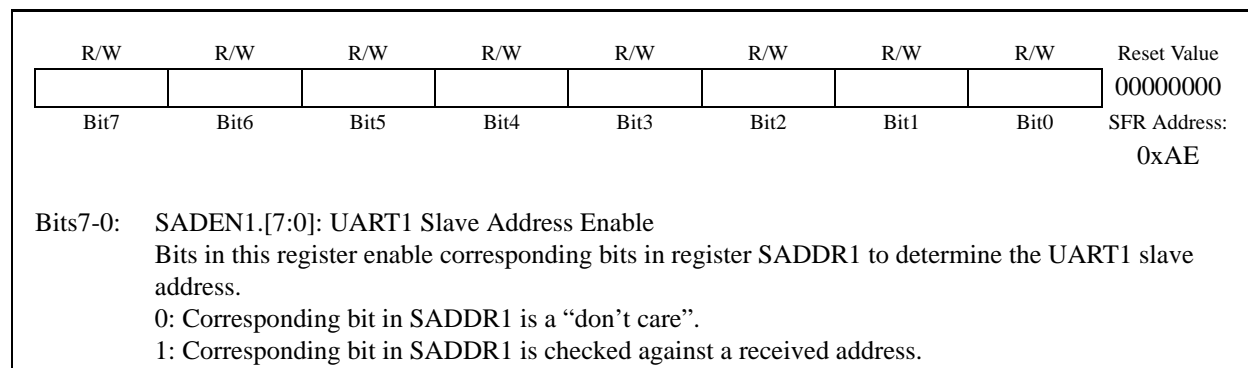 R/W R/W R/W R/W R/W R/W R/W R/W Reset Value
00000000
Bit7 Bit6 Bit5 Bit4 Bit3 Bit2 Bit1 Bit0 SFR Address:
0xAE
Bits7-0: SADEN1.[7:0]: UART1 Slave Address Enable
Bits in this register enable corresponding bits in register SADDR1 to determine the UART1 slave
address.
0: Corresponding bit in SADDR1 is a “don’t care”.
1: Corresponding bit in SADDR1 is checked against a received address.